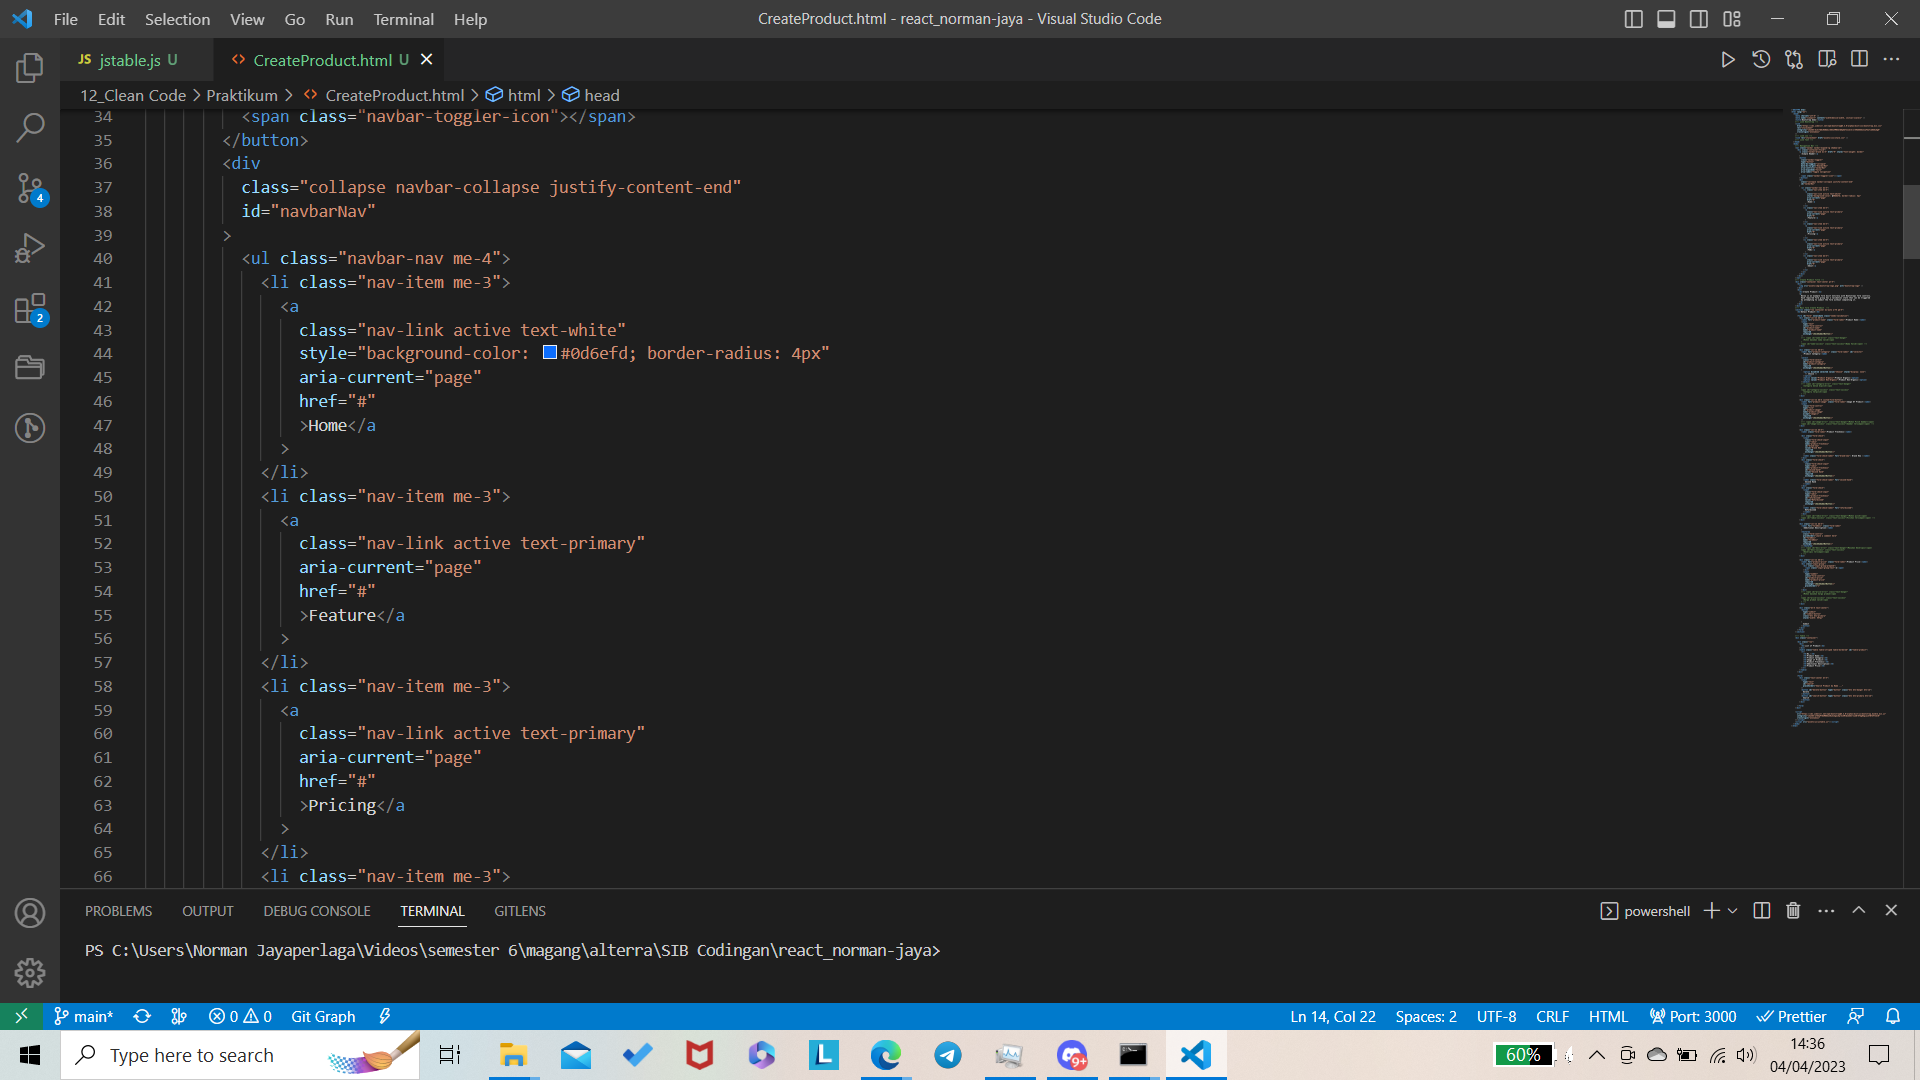 File Edit Selection View Go Run Terminal Help
CreateProduct.html - react_norman-jaya - Visual Studio Code
JS jstable.js U
<> CreateProduct.html U
12_Clean Code > Praktikum > <> CreateProduct.html > html > head
34 <span class="navbar-toggler-icon"></span>
35 </button>
36 <div
37 class="collapse navbar-collapse justify-content-end"
38 id="navbarNav"
39 >
40 <ul class="navbar-nav me-4">
41 <li class="nav-item me-3">
42 <a
43 class="nav-link active text-white"
44 style="background-color: #0d6efd; border-radius: 4px"
45 aria-current="page"
46 href="#"
47 >Home</a
48 >
49 </li>
50 <li class="nav-item me-3">
51 <a
52 class="nav-link active text-primary"
53 aria-current="page"
54 href="#"
55 >Feature</a
56 >
57 </li>
58 <li class="nav-item me-3">
59 <a
60 class="nav-link active text-primary"
61 aria-current="page"
62 href="#"
63 >Pricing</a
64 >
65 </li>
66 <li class="nav-item me-3">
4
2
PROBLEMS OUTPUT DEBUG CONSOLE TERMINAL GITLENS
powershell
PS C:\Users\Norman Jayaperlaga\Videos\semester 6\magang\alterra\SIB Codingan\react_norman-jaya>
main* 0 0 Git Graph
Ln 14, Col 22 Spaces: 2 UTF-8 CRLF HTML Port: 3000 Prettier
Type here to search
L
9+
60%
14:36
04/04/2023